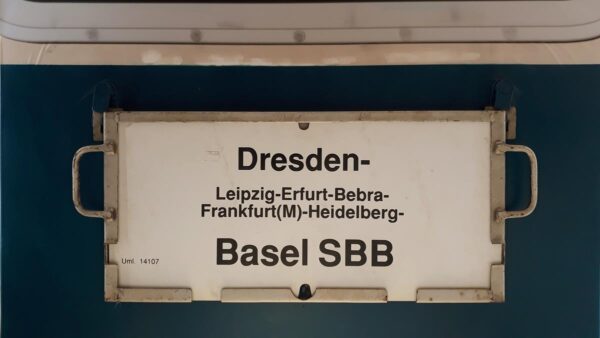 Dresden-
Leipzig-Erfurt-Bebra-
Frankfurt(M)-Heidelberg-
Basel SBB
Uml. 14107